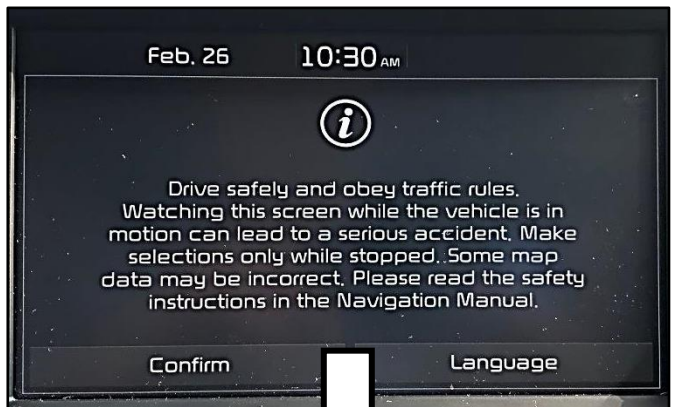 Feb. 26 10:30 AM
i
Drive safely and obey traffic rules.
Watching this screen while the vehicle is in
motion can lead to a serious accident. Make
selections only while stopped. Some map
data may be incorrect. Please read the safety
instructions in the Navigation Manual.
Confirm Language